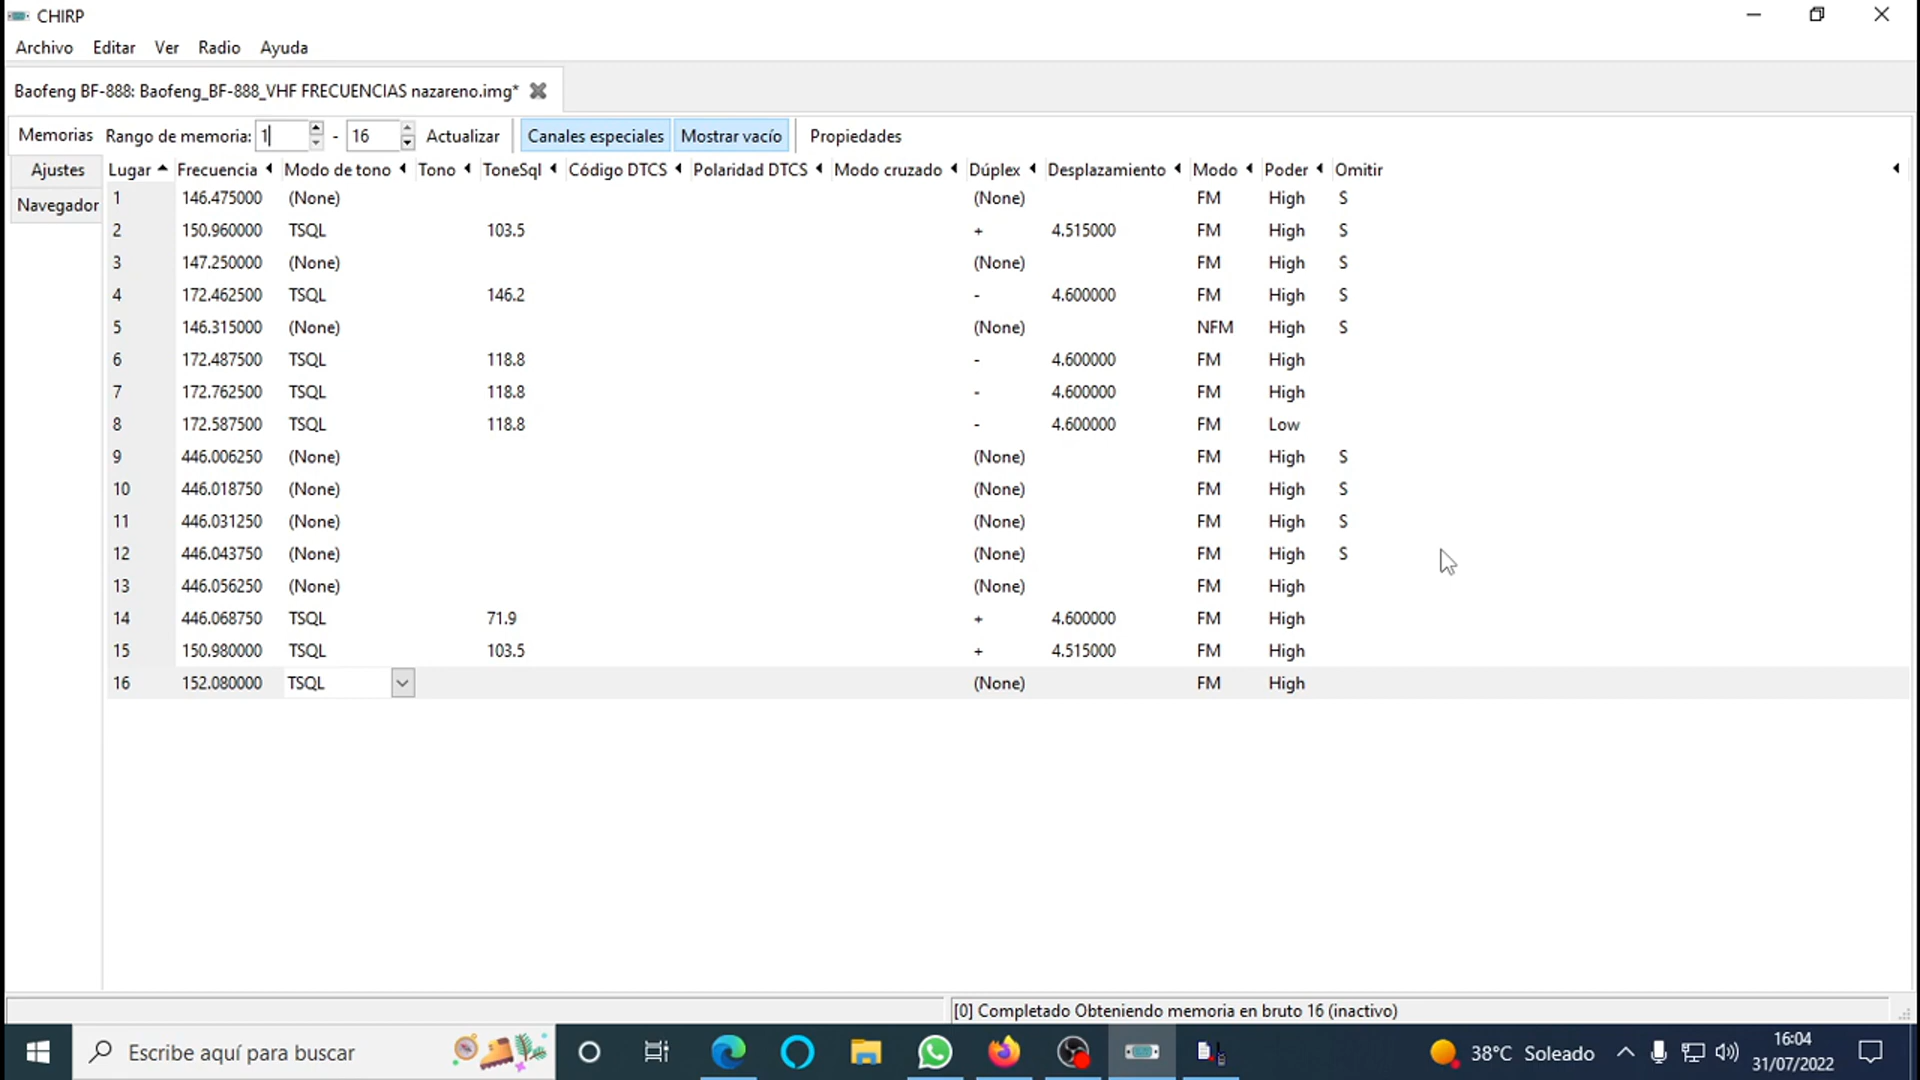 CHIRP
Archivo Editar Ver Radio Ayuda
Baofeng BF-888: Baofeng_BF-888_VHF FRECUENCIAS nazareno.img*
Memorias Rango de memoria: 1 - 16 Actualizar Canales especiales Mostrar vacío Propiedades
Ajustes
Navegador
Lugar Frecuencia Modo de tono Tono ToneSql Código DTCS Polaridad DTCS Modo cruzado Dúplex Desplazamiento Modo Poder Omitir
1 146.475000 (None) (None) FM High S
2 150.960000 TSQL 103.5 + 4.515000 FM High S
3 147.250000 (None) (None) FM High S
4 172.462500 TSQL 146.2 - 4.600000 FM High S
5 146.315000 (None) (None) NFM High S
6 172.487500 TSQL 118.8 - 4.600000 FM High
7 172.762500 TSQL 118.8 - 4.600000 FM High
8 172.587500 TSQL 118.8 - 4.600000 FM Low
9 446.006250 (None) (None) FM High S
10 446.018750 (None) (None) FM High S
11 446.031250 (None) (None) FM High S
12 446.043750 (None) (None) FM High S
13 446.056250 (None) (None) FM High
14 446.068750 TSQL 71.9 + 4.600000 FM High
15 150.980000 TSQL 103.5 + 4.515000 FM High
16 152.080000 TSQL (None) FM High
[0] Completado Obteniendo memoria en bruto 16 (inactivo)
Escribe aquí para buscar
38°C Soleado
16:04
31/07/2022